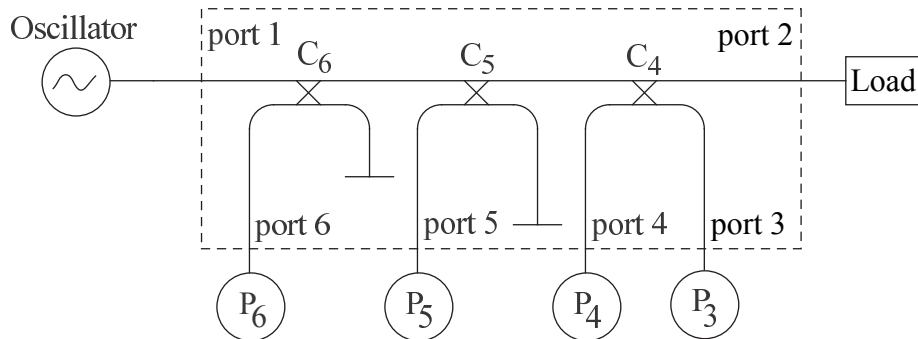 Oscillator
port 1
port 2
C6
C5
C4
Load
port 6
port 5
port 4
port 3
P6
P5
P4
P3